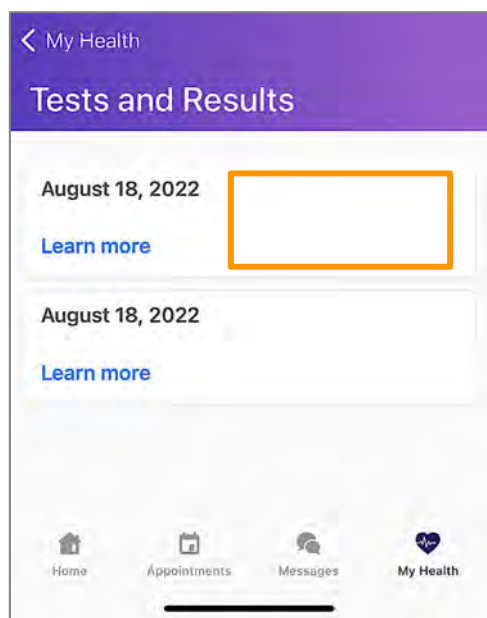 My Health
Tests and Results
August 18, 2022
Learn more
August 18, 2022
Learn more
Home Appointments Messages My Health